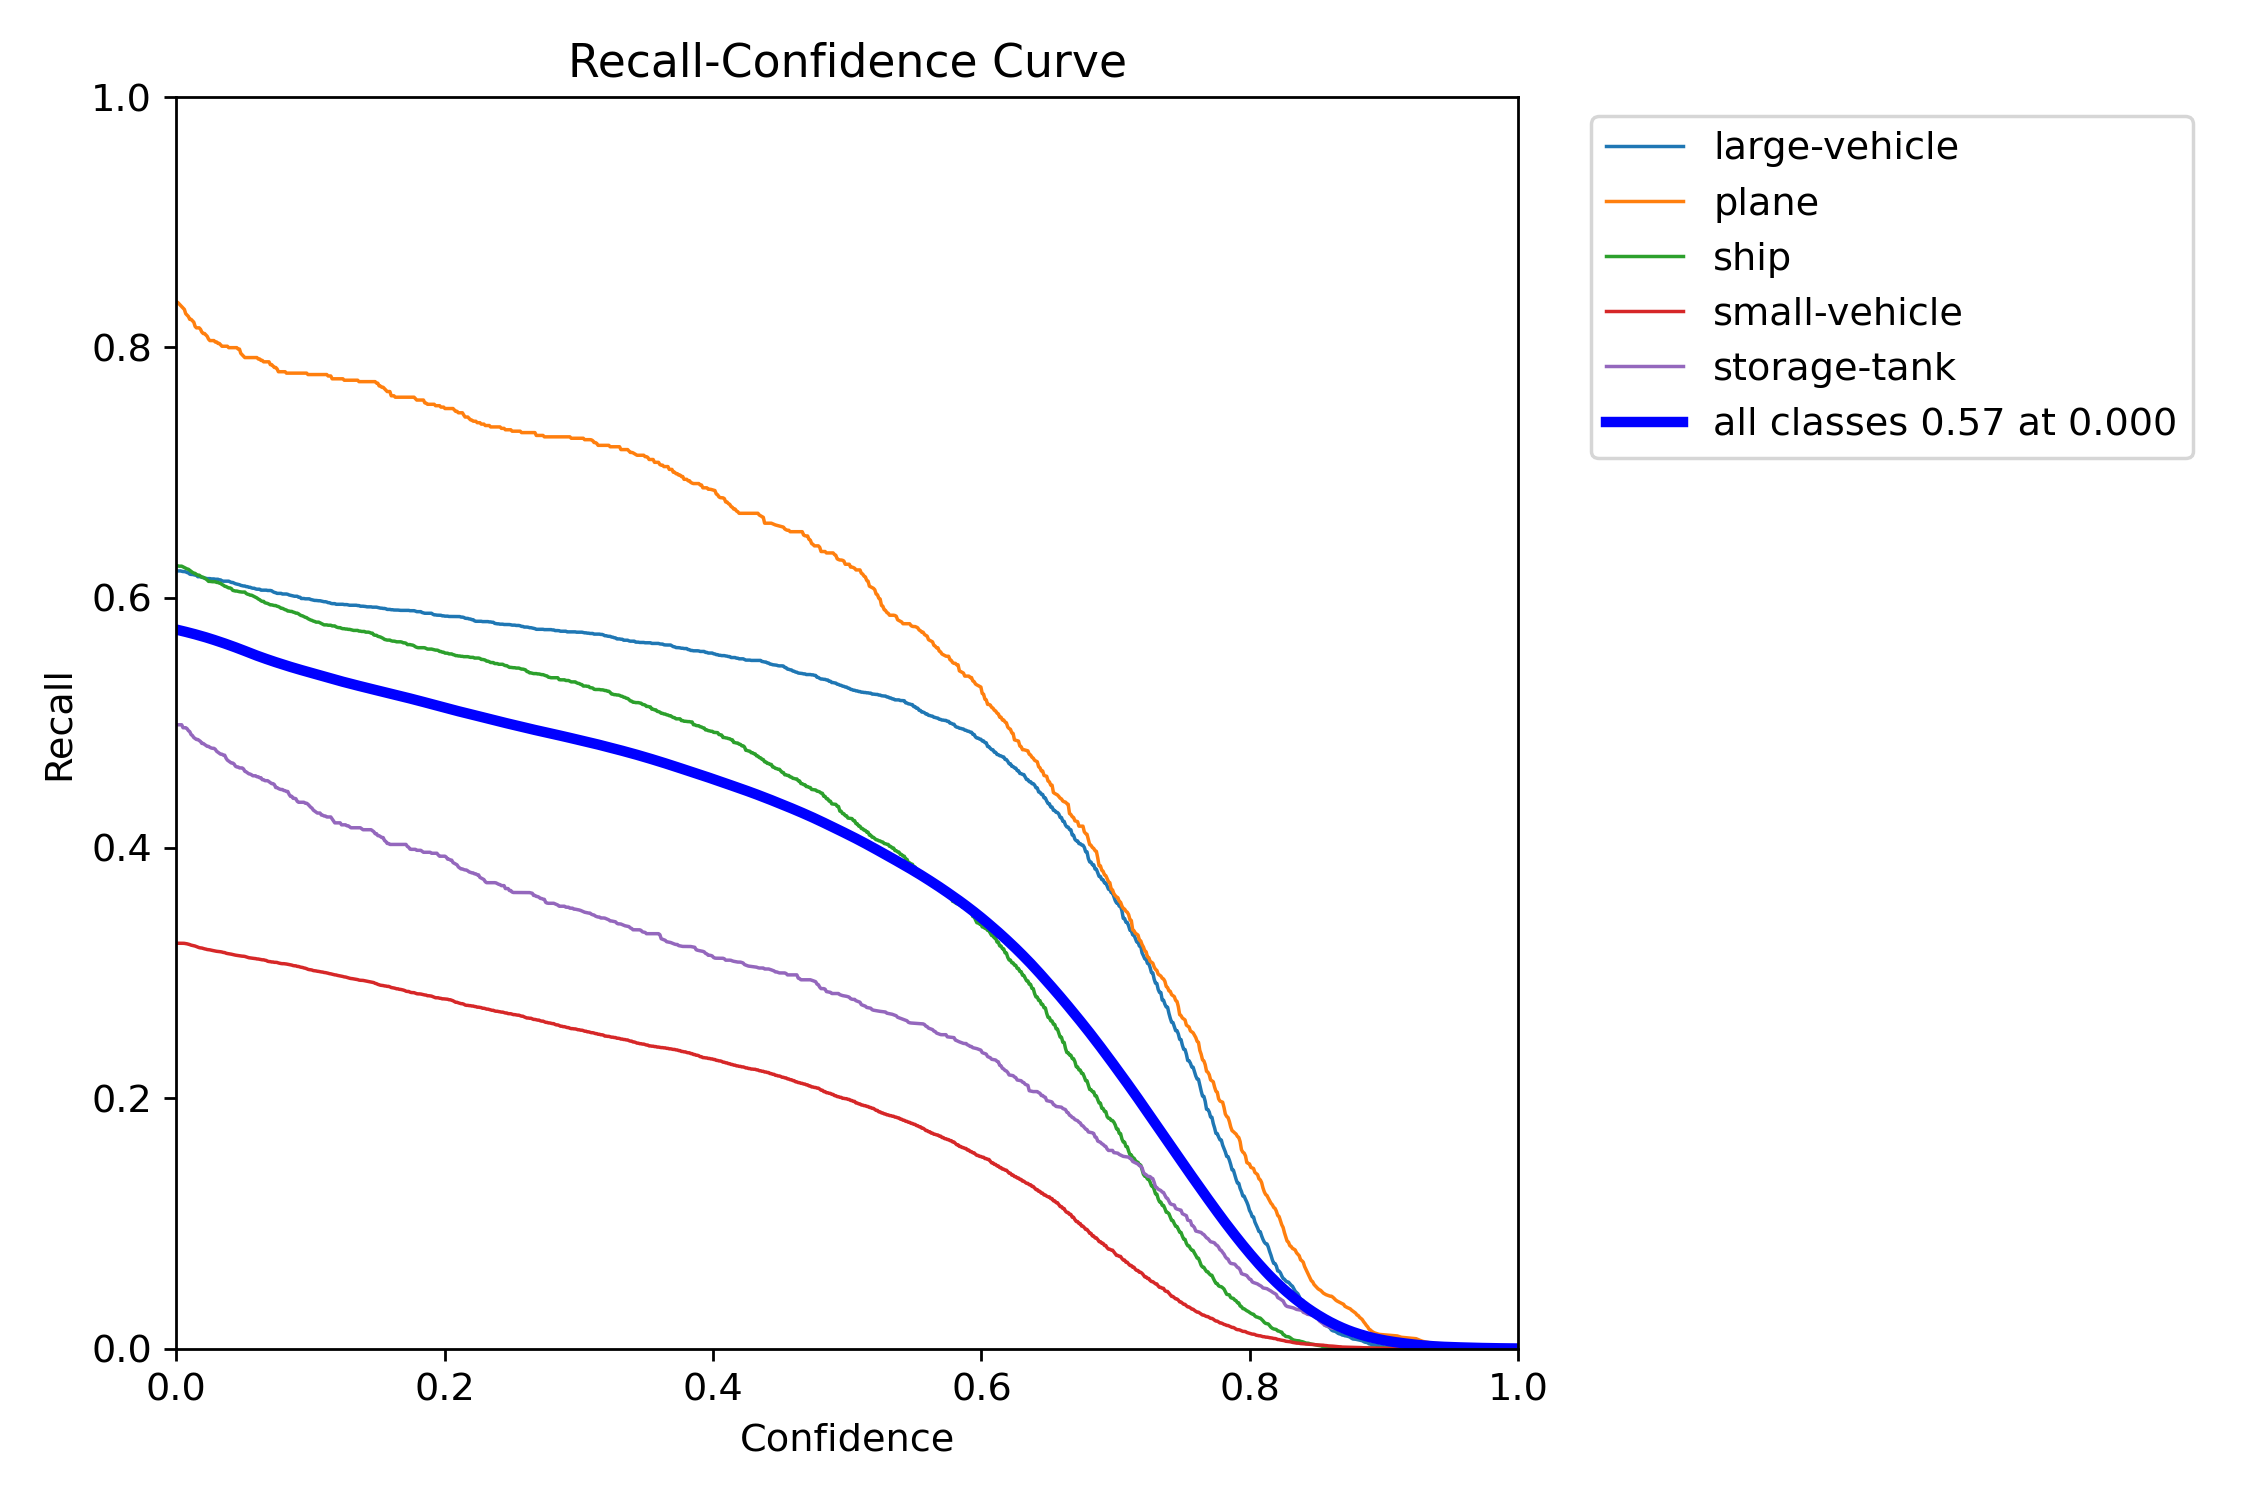 Recall-Confidence Curve
1.0
0.8
0.6
0.4
0.2
0.0
Recall
0.0 0.2 0.4 0.6 0.8 1.0
Confidence
large-vehicle
plane
ship
small-vehicle
storage-tank
all classes 0.57 at 0.000